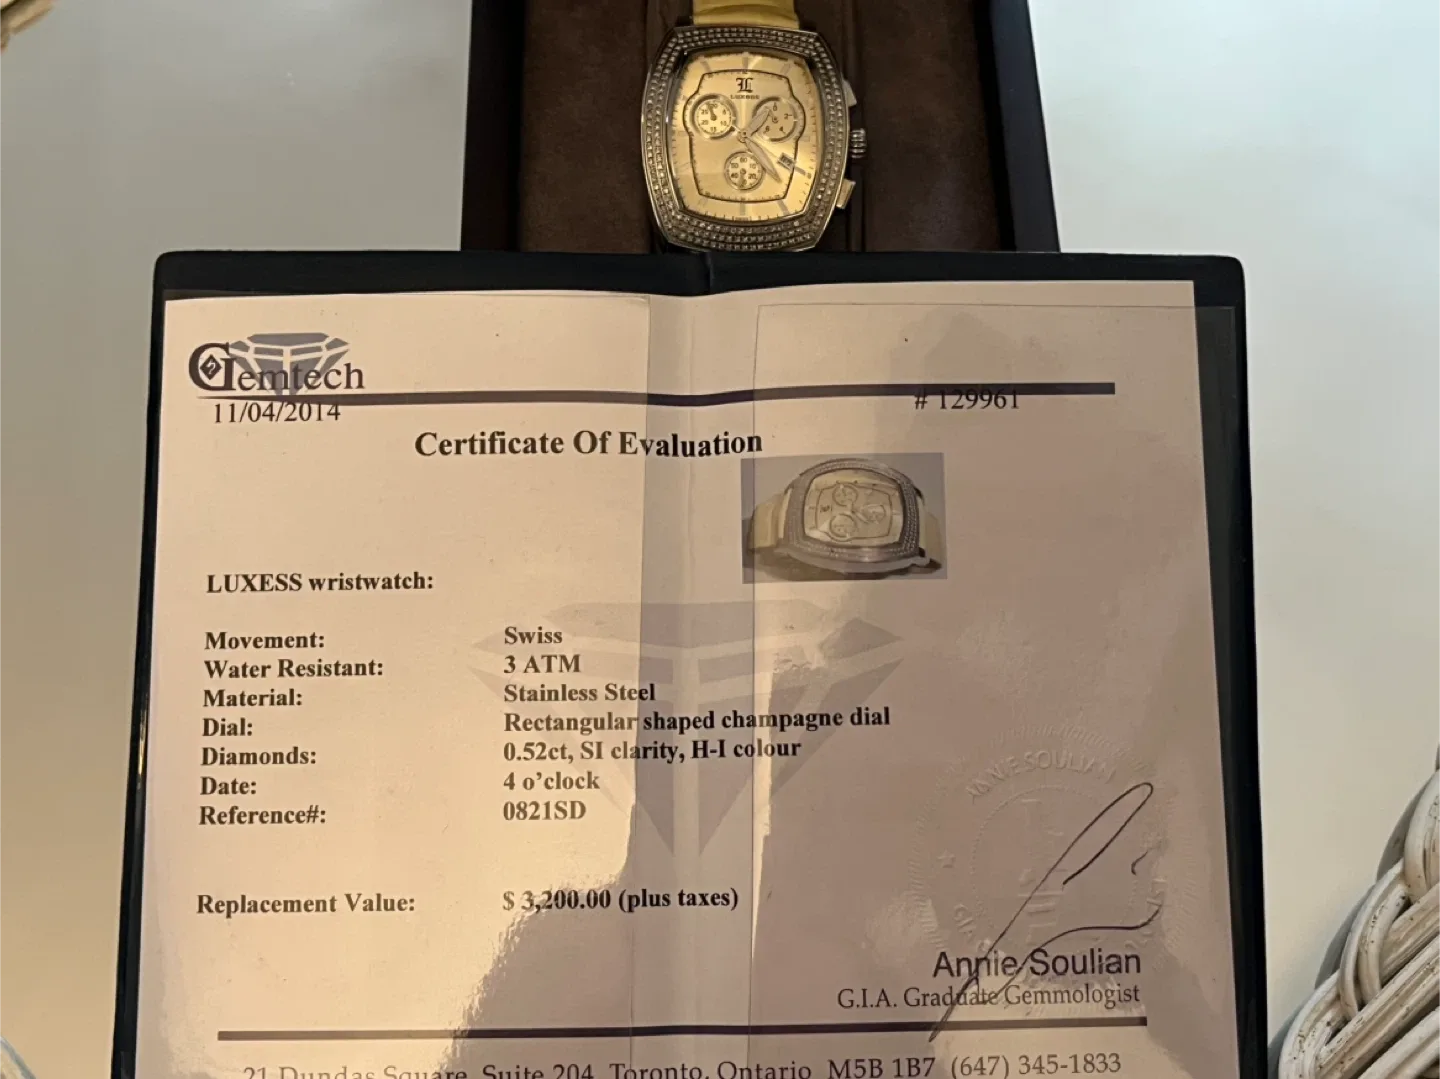 L
LUXESS
Gemtech
11/04/2014
# 129961
Certificate Of Evaluation
LUXESS wristwatch:
Movement: Swiss
Water Resistant: 3 ATM
Material: Stainless Steel
Dial: Rectangular shaped champagne dial
Diamonds: 0.52ct, SI clarity, H-I colour
Date: 4 o’clock
Reference#: 0821SD
Replacement Value: $ 3,200.00 (plus taxes)
ANNIE SOULIAN
Annie Soulian
G.I.A. Graduate Gemmologist
21 Dundas Square, Suite 204, Toronto, Ontario M5B 1B7 (647) 345-1833